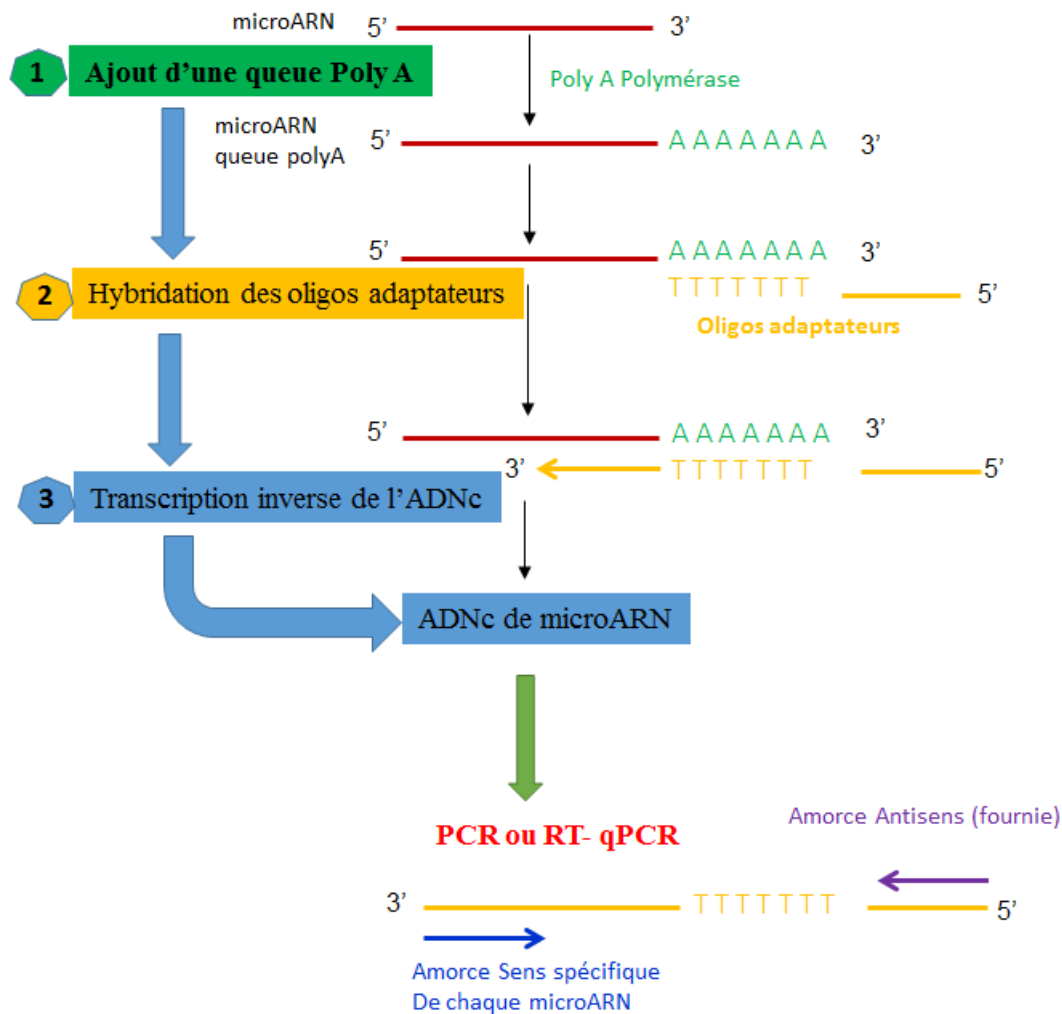 microARN 5’ 3’
1 Ajout d’une queue Poly A
Poly A Polymérase
microARN
queue polyA
5’ A A A A A A A 3’
5’ A A A A A A A 3’
2 Hybridation des oligos adaptateurs
T T T T T T T 5’
Oligos adaptateurs
5’ A A A A A A A 3’
3’ T T T T T T T 5’
3 Transcription inverse de l’ADNc
ADNc de microARN
PCR ou RT- qPCR
Amorce Antisens (fournie)
3’ T T T T T T T 5’
Amorce Sens spécifique
De chaque microARN